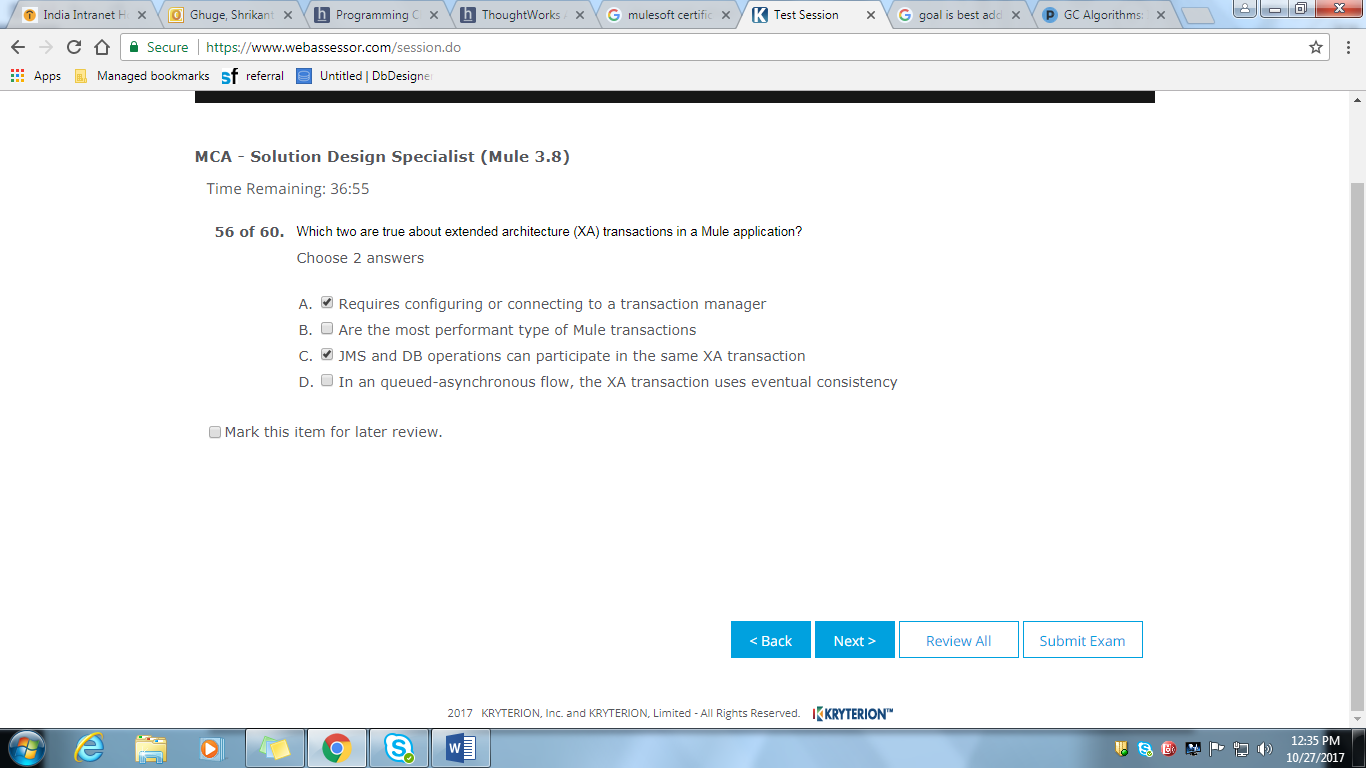 India Intranet H
Ghuge, Shrikant
Programming C
ThoughtWorks
mulesoft certific
Test Session
goal is best add
GC Algorithms:
Secure
https://www.webassessor.com/session.do
Apps
Managed bookmarks
sf referral
Untitled | DbDesigner
MCA - Solution Design Specialist (Mule 3.8)
Time Remaining: 36:55
56 of 60. Which two are true about extended architecture (XA) transactions in a Mule application?
Choose 2 answers
A. Requires configuring or connecting to a transaction manager
B. Are the most performant type of Mule transactions
C. JMS and DB operations can participate in the same XA transaction
D. In an queued-asynchronous flow, the XA transaction uses eventual consistency
Mark this item for later review.
< Back
Next >
Review All
Submit Exam
2017 KRYTERION, Inc. and KRYTERION, Limited - All Rights Reserved. KRYTERION™
12:35 PM
10/27/2017